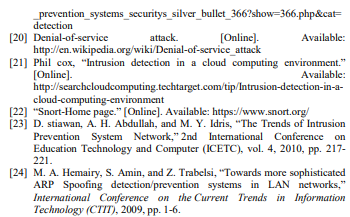 _prevention_systems_securitys_silver_bullet_366?show=366.php&cat=
detection
[20] Denial-of-service attack. [Online]. Available:
http://en.wikipedia.org/wiki/Denial-of-service_attack
[21] Phil cox, “Intrusion detection in a cloud computing environment.”
[Online]. Available:
http://searchcloudcomputing.techtarget.com/tip/Intrusion-detection-in-a-
cloud-computing-environment
[22] “Snort-Home page.” [Online]. Available: https://www.snort.org/
[23] D. stiawan, A. H. Abdullah, and M. Y. Idris, “The Trends of Intrusion
Prevention System Network,” 2nd International Conference on
Education Technology and Computer (ICETC), vol. 4, 2010, pp. 217-
221.
[24] M. A. Hemairy, S. Amin, and Z. Trabelsi, “Towards more sophisticated
ARP Spoofing detection/prevention systems in LAN networks,”
International Conference on the Current Trends in Information
Technology (CTIT), 2009, pp. 1-6.